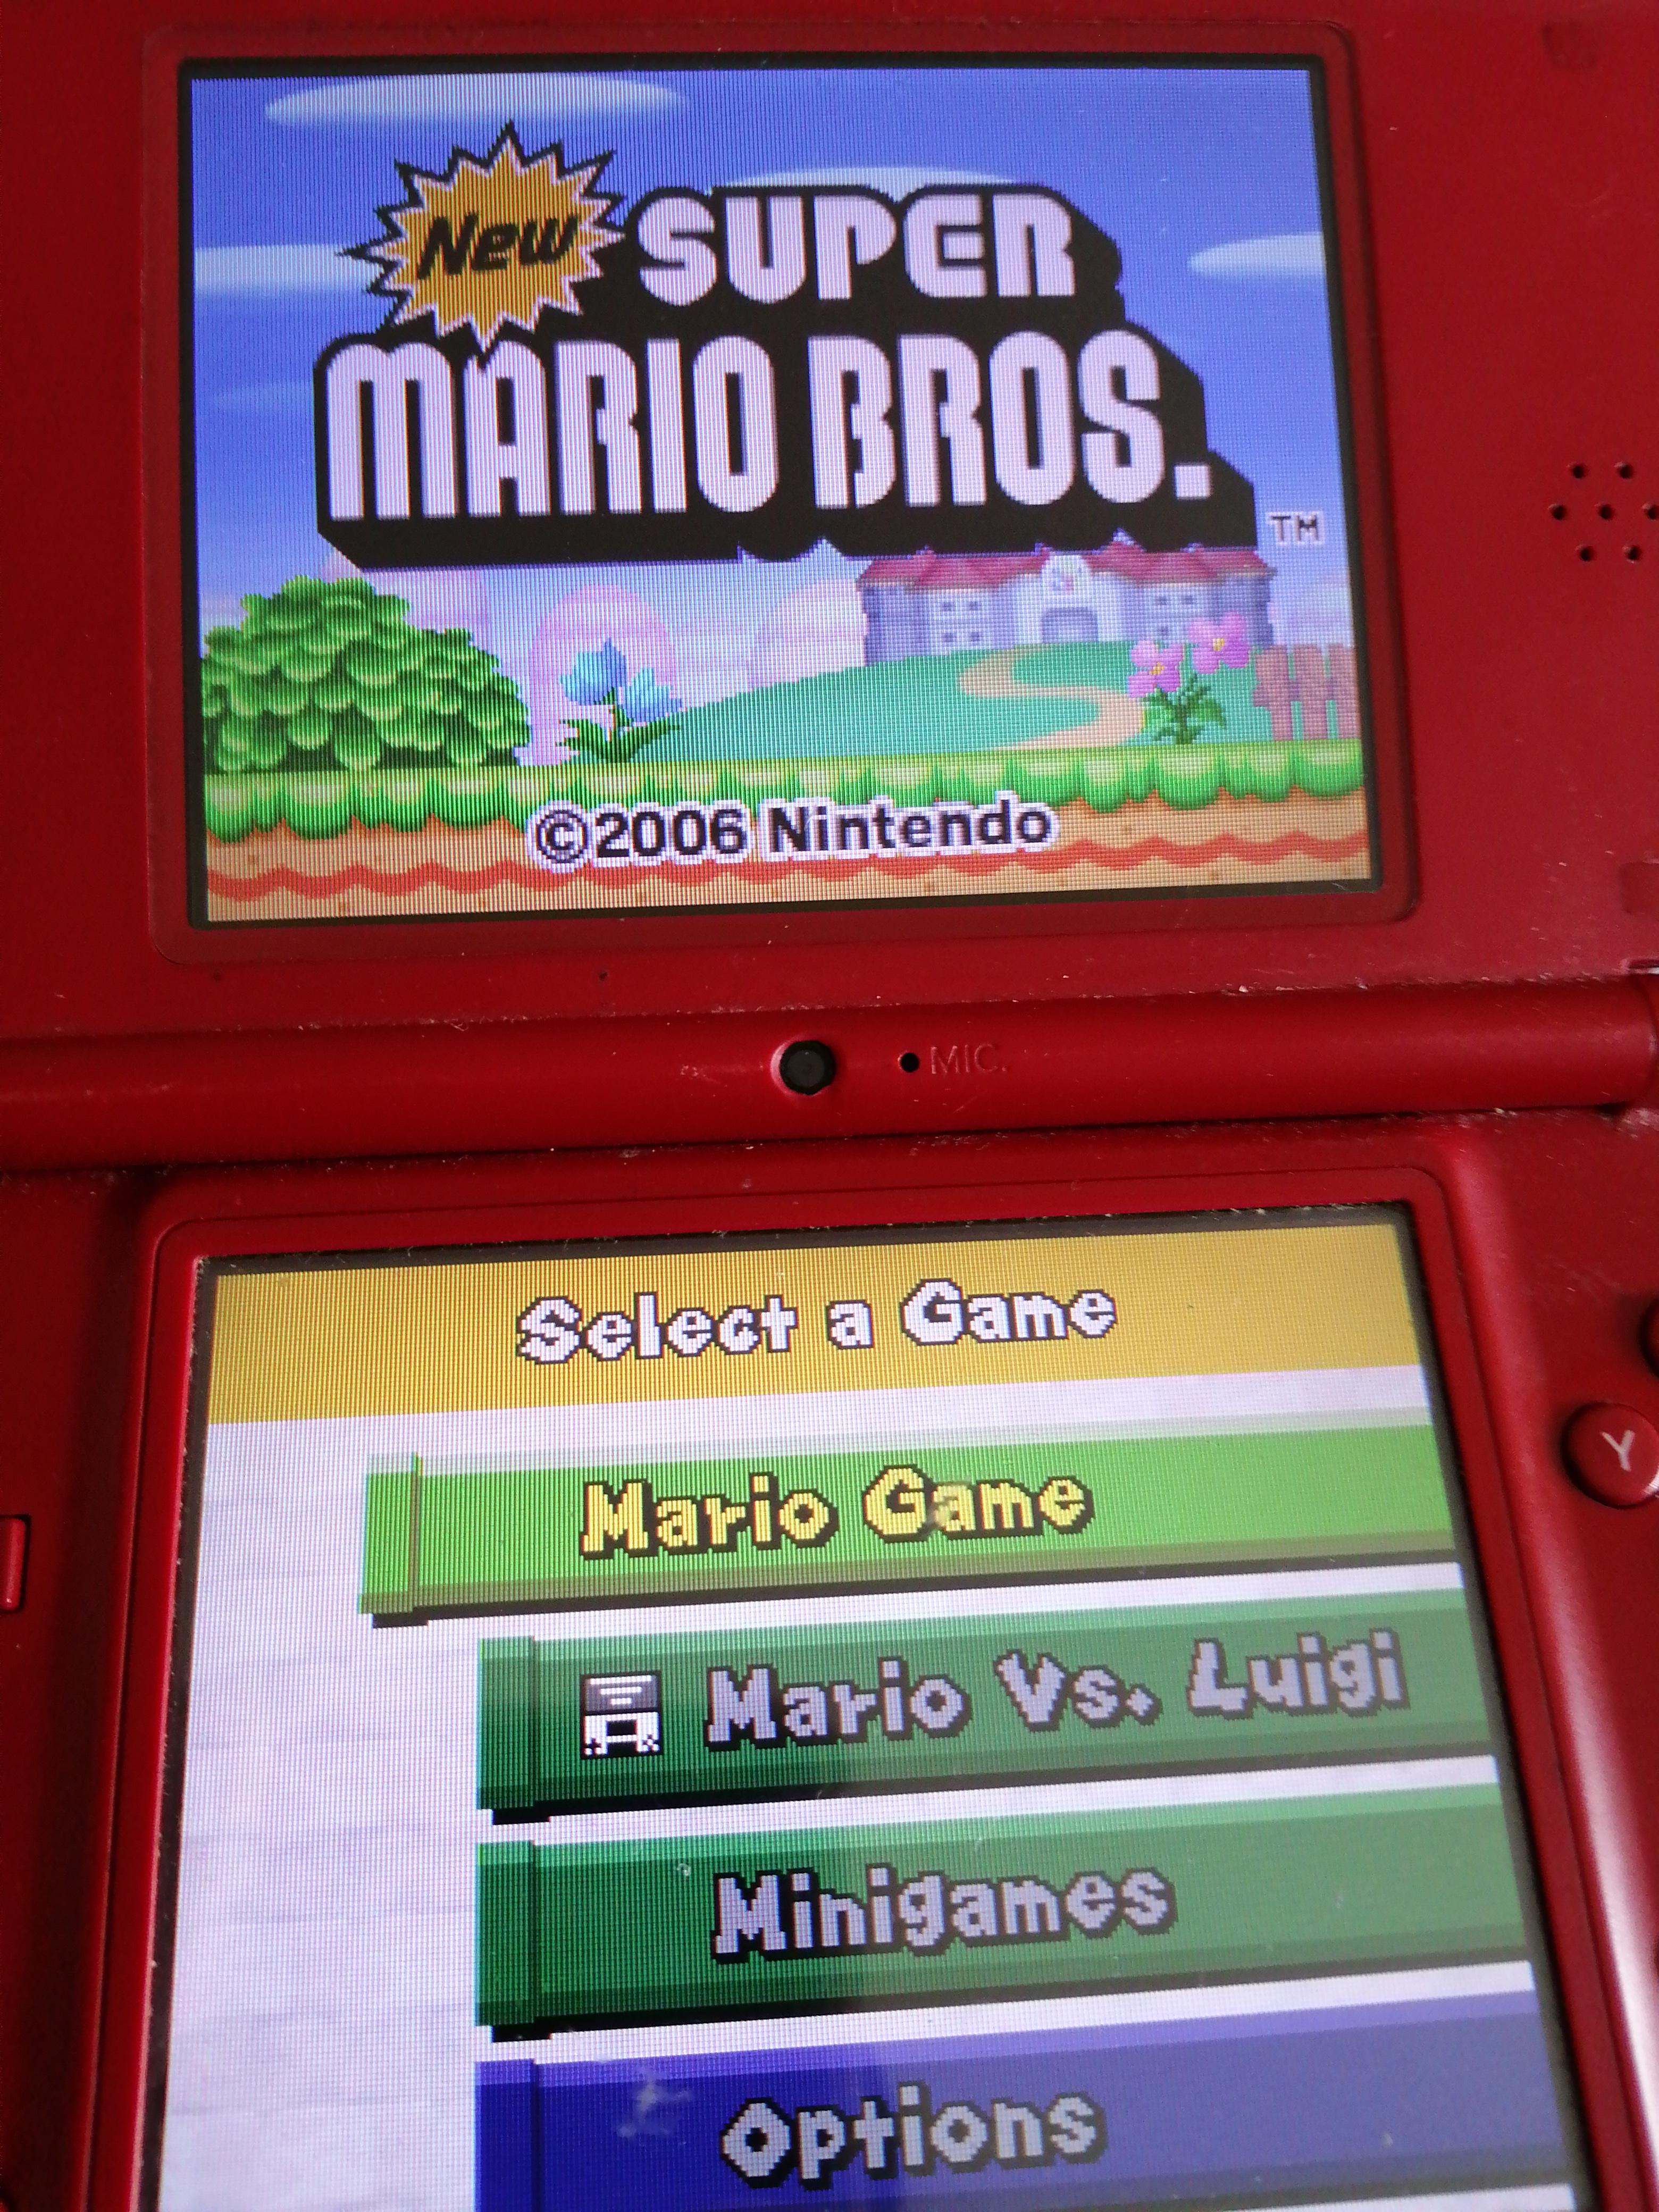 New SUPER
MARIO BROS.
TM
©2006 Nintendo
MIC.
Select a Game
Mario Game
Y
Mario Vs. Luigi
Minigames
Options